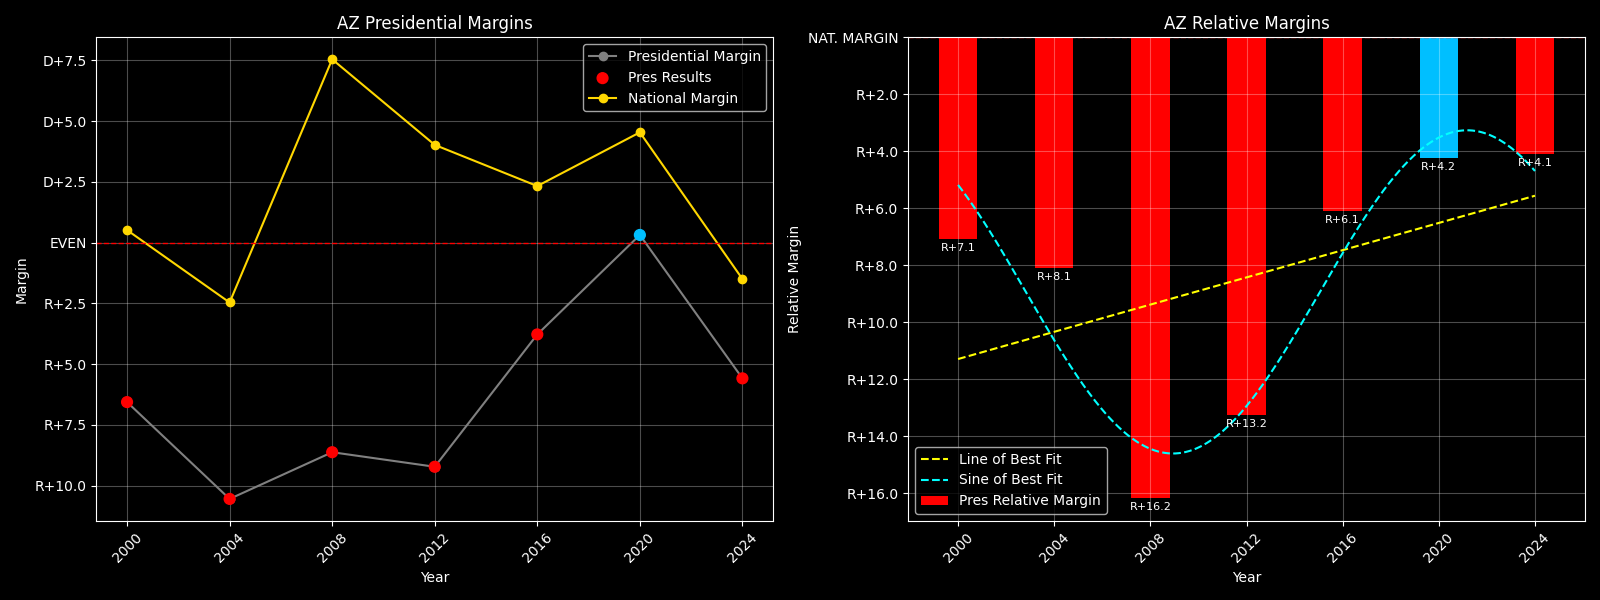 AZ Presidential Margins
Presidential Margin
Pres Results
National Margin
D+7.5
D+5.0
D+2.5
EVEN
R+2.5
R+5.0
R+7.5
R+10.0
Margin
2000
2004
2008
2012
2016
2020
2024
Year
AZ Relative Margins
NAT. MARGIN
R+2.0
R+4.0
R+6.0
R+8.0
R+10.0
R+12.0
R+14.0
R+16.0
Relative Margin
R+7.1
R+8.1
R+16.2
R+13.2
R+6.1
R+4.2
R+4.1
Line of Best Fit
Sine of Best Fit
Pres Relative Margin
2000
2004
2008
2012
2016
2020
2024
Year